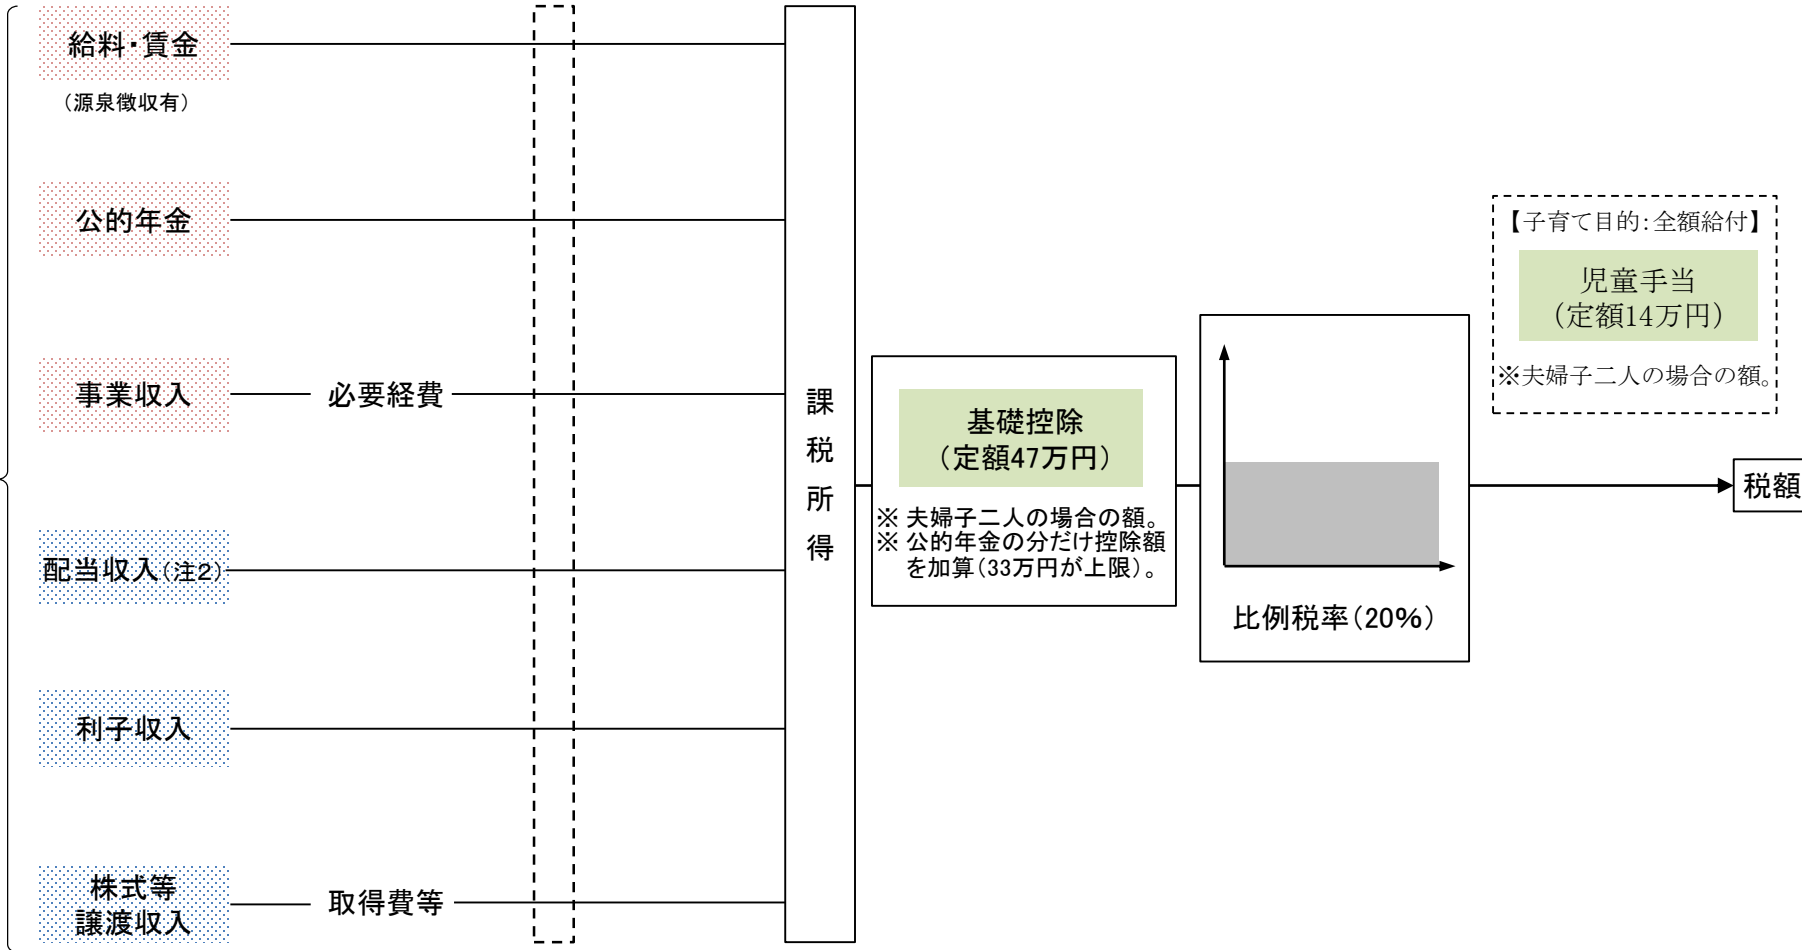 給料・賃金
（源泉徴収有）
公的年金
事業収入
必要経費
配当収入（注2）
利子収入
株式等
譲渡収入
取得費等
課税所得
基礎控除
（定額47万円）
※ 夫婦子二人の場合の額。
※ 公的年金の分だけ控除額
を加算（33万円が上限）。
比例税率（20%）
【子育て目的：全額給付】
児童手当
（定額14万円）
※夫婦子二人の場合の額。
税額